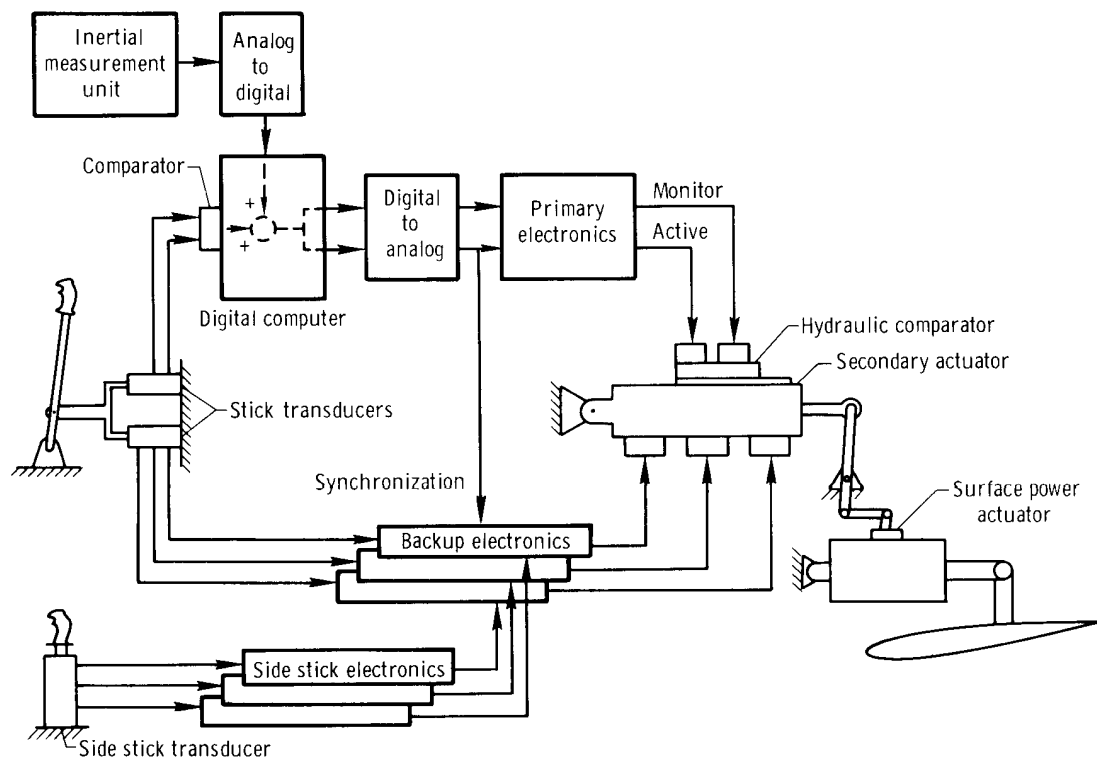 Inertial
measurement
unit
Analog
to
digital
Comparator
+
+
Digital computer
Digital
to
analog
Primary
electronics
Monitor
Active
Hydraulic comparator
Secondary actuator
Stick transducers
Synchronization
Surface power
actuator
Backup electronics
Side stick electronics
Side stick transducer